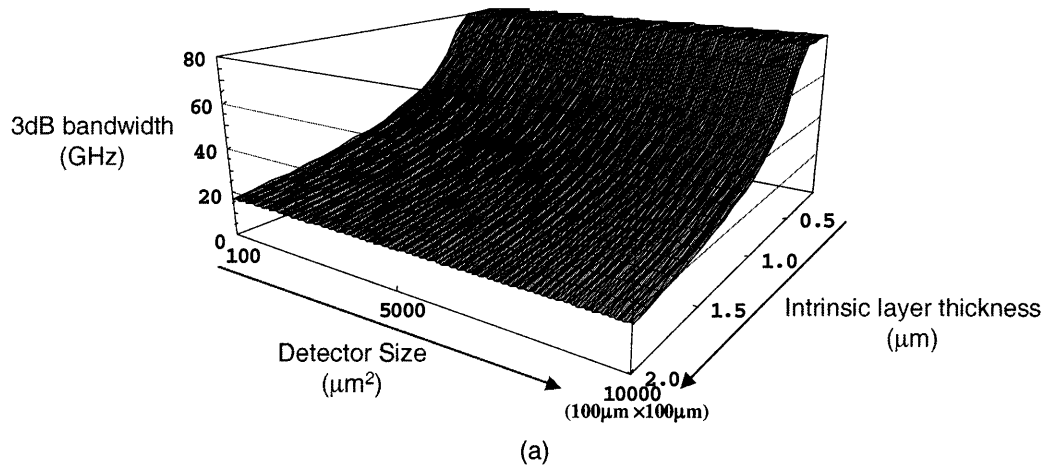 80
60
3dB bandwidth
(GHz)
40
20
0
100
5000
10000
(100μm ×100μm)
Detector Size
(μm²)
0.5
1.0
1.5
2.0
Intrinsic layer thickness
(μm)
(a)